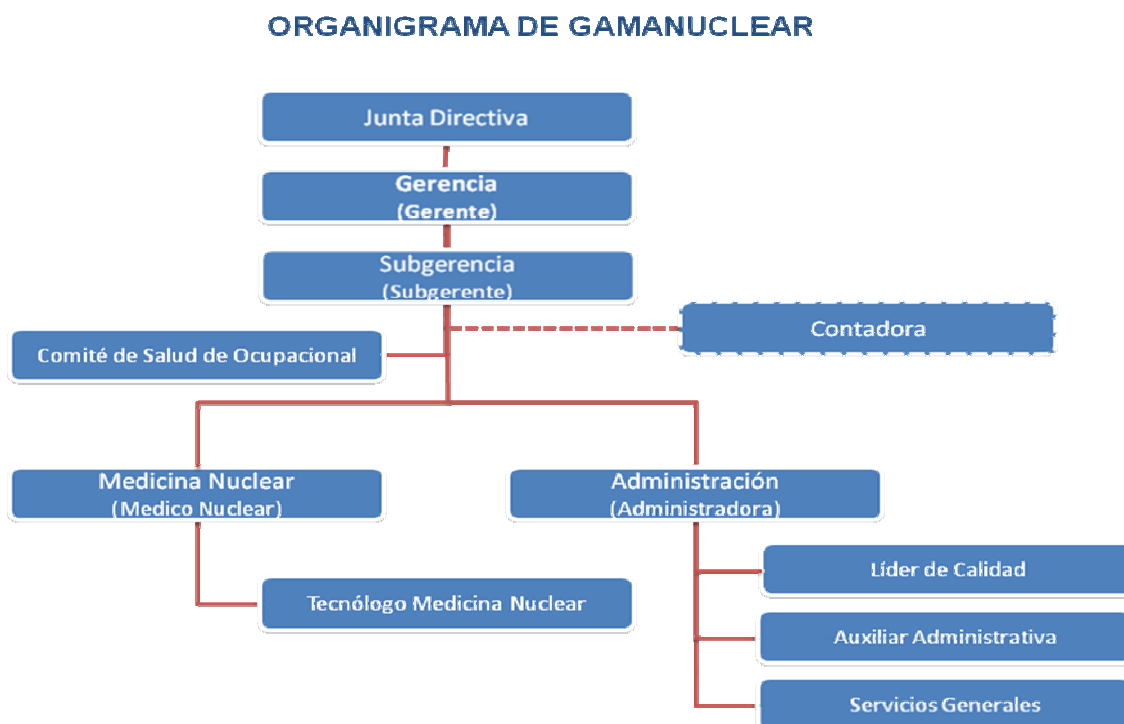 ORGANIGRAMA DE GAMANUCLEAR
Junta Directiva
Gerencia
(Gerente)
Subgerencia
(Subgerente)
Contadora
Comité de Salud de Ocupacional
Medicina Nuclear
(Medico Nuclear)
Administración
(Administradora)
Líder de Calidad
Tecnólogo Medicina Nuclear
Auxiliar Administrativa
Servicios Generales